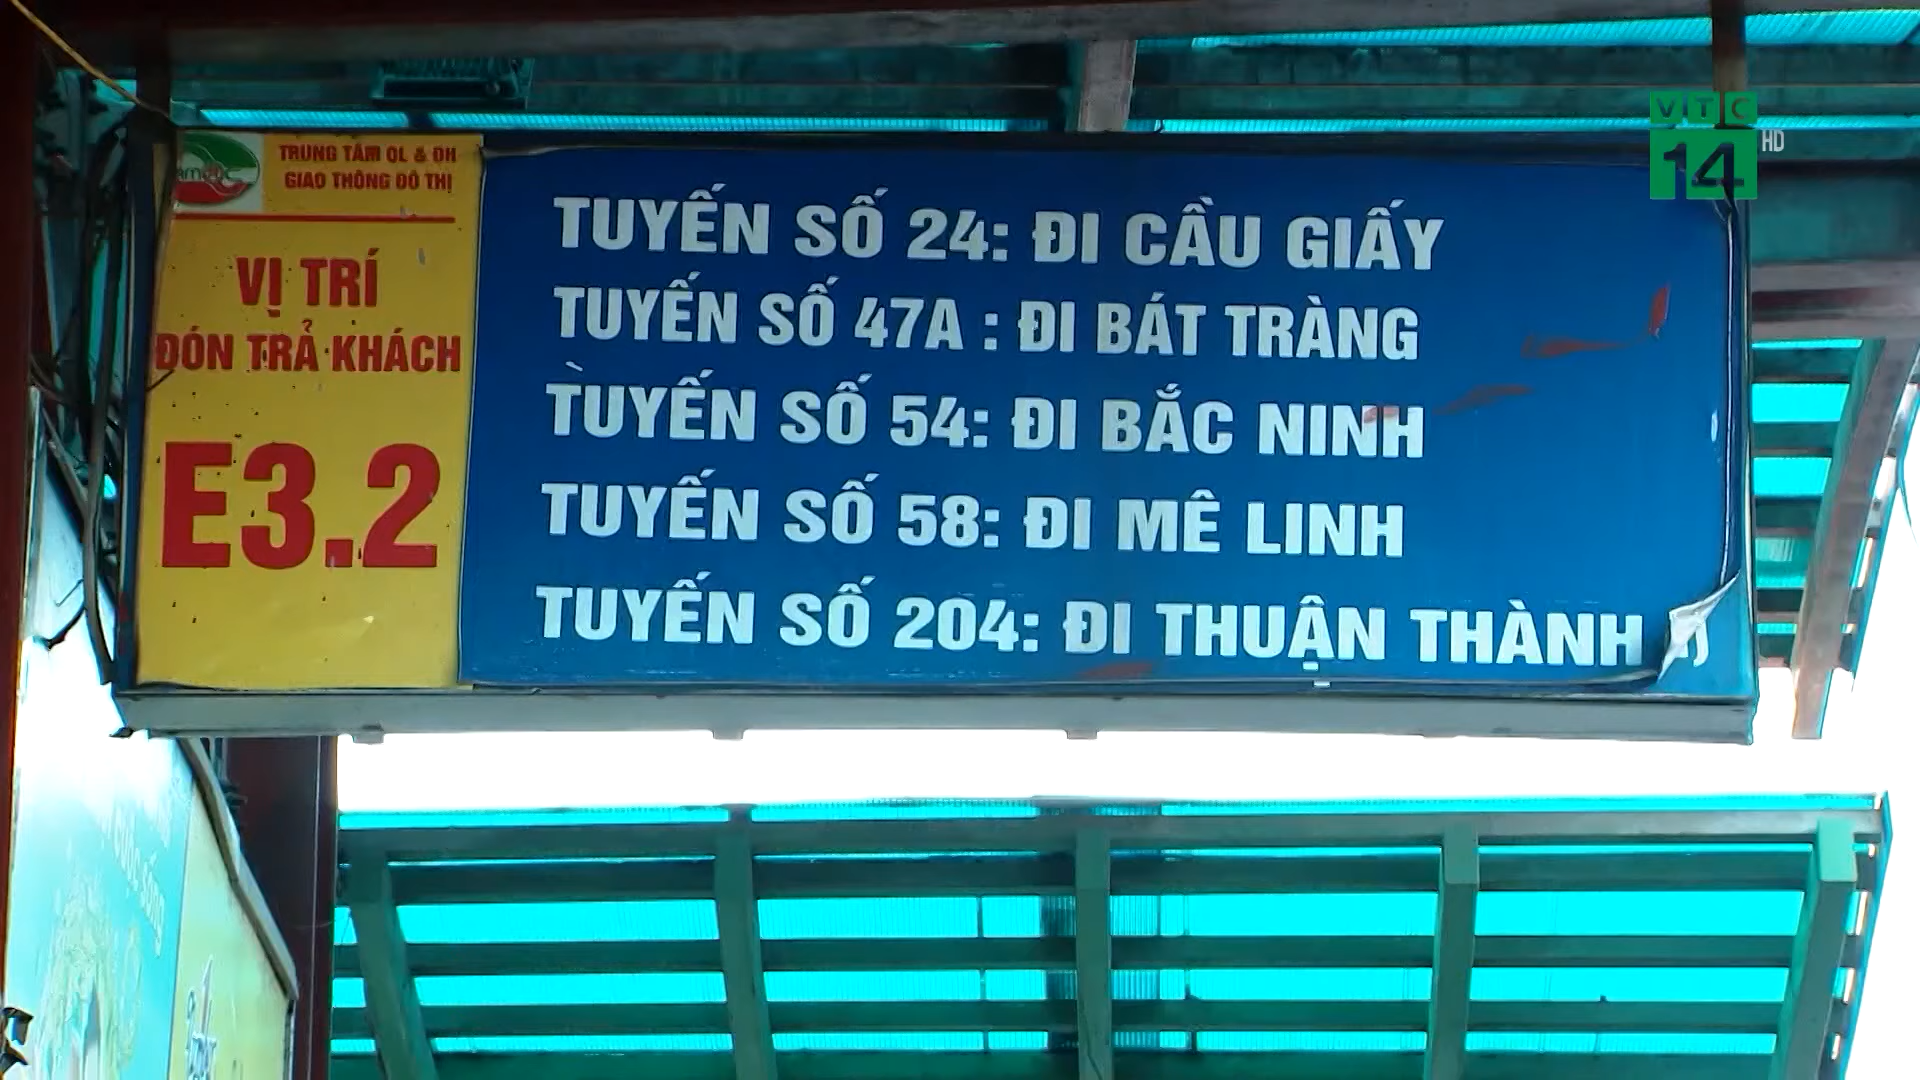 VTC
14 HD
TRUNG TÂM QL & ĐH
GIAO THÔNG ĐÔ THỊ
VỊ TRÍ
ĐÓN TRẢ KHÁCH
E3.2
TUYẾN SỐ 24: ĐI CẦU GIẤY
TUYẾN SỐ 47A : ĐI BÁT TRÀNG
TUYẾN SỐ 54: ĐI BẮC NINH
TUYẾN SỐ 58: ĐI MÊ LINH
TUYẾN SỐ 204: ĐI THUẬN THÀNH
cuộc sống